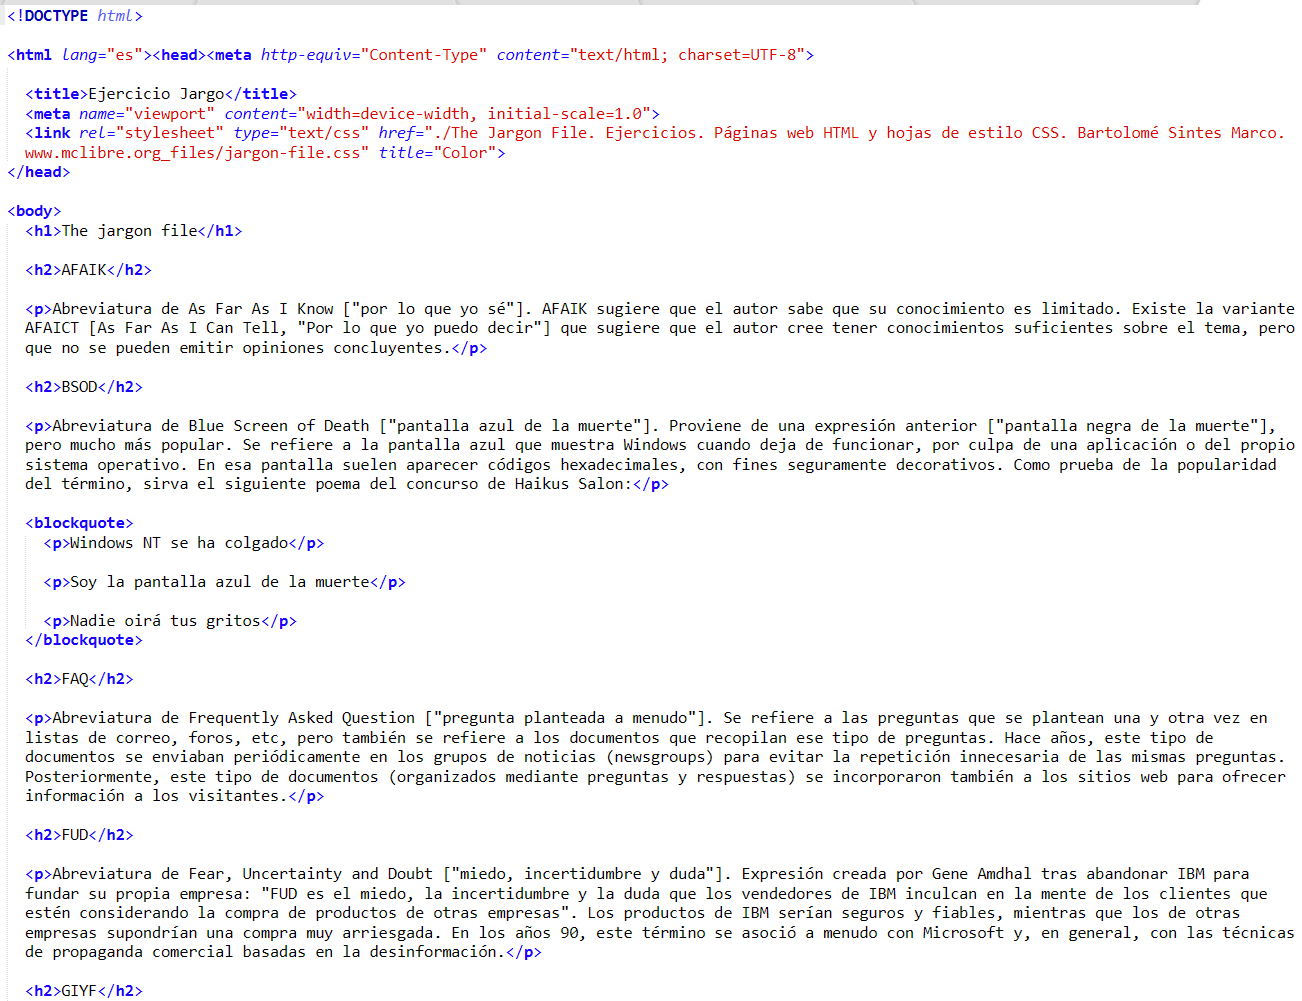 <!DOCTYPE html>
<html lang="es"><head><meta http-equiv="Content-Type" content="text/html; charset=UTF-8">
<title>Ejercicio Jargo</title>
<meta name="viewport" content="width=device-width, initial-scale=1.0">
<link rel="stylesheet" type="text/css" href="./The Jargon File. Ejercicios. Páginas web HTML y hojas de estilo CSS. Bartolomé Sintes Marco.
www.mclibre.org_files/jargon-file.css" title="Color">
</head>
<body>
<h1>The jargon file</h1>
<h2>AFAIK</h2>
<p>Abreviatura de As Far As I Know ["por lo que yo sé"]. AFAIK sugiere que el autor sabe que su conocimiento es limitado. Existe la variante
AFAICT [As Far As I Can Tell, "Por lo que yo puedo decir"] que sugiere que el autor cree tener conocimientos suficientes sobre el tema, pero
que no se pueden emitir opiniones concluyentes.</p>
<h2>BSOD</h2>
<p>Abreviatura de Blue Screen of Death ["pantalla azul de la muerte"]. Proviene de una expresión anterior ["pantalla negra de la muerte"],
pero mucho más popular. Se refiere a la pantalla azul que muestra Windows cuando deja de funcionar, por culpa de una aplicación o del propio
sistema operativo. En esa pantalla suelen aparecer códigos hexadecimales, con fines seguramente decorativos. Como prueba de la popularidad
del término, sirva el siguiente poema del concurso de Haikus Salon:</p>
<blockquote>
<p>Windows NT se ha colgado</p>
<p>Soy la pantalla azul de la muerte</p>
<p>Nadie oirá tus gritos</p>
</blockquote>
<h2>FAQ</h2>
<p>Abreviatura de Frequently Asked Question ["pregunta planteada a menudo"]. Se refiere a las preguntas que se plantean una y otra vez en
listas de correo, foros, etc, pero también se refiere a los documentos que recopilan ese tipo de preguntas. Hace años, este tipo de
documentos se enviaban periódicamente en los grupos de noticias (newsgroups) para evitar la repetición innecesaria de las mismas preguntas.
Posteriormente, este tipo de documentos (organizados mediante preguntas y respuestas) se incorporaron también a los sitios web para ofrecer
información a los visitantes.</p>
<h2>FUD</h2>
<p>Abreviatura de Fear, Uncertainty and Doubt ["miedo, incertidumbre y duda"]. Expresión creada por Gene Amdhal tras abandonar IBM para
fundar su propia empresa: "FUD es el miedo, la incertidumbre y la duda que los vendedores de IBM inculcan en la mente de los clientes que
estén considerando la compra de productos de otras empresas". Los productos de IBM serían seguros y fiables, mientras que los de otras
empresas supondrían una compra muy arriesgada. En los años 90, este término se asoció a menudo con Microsoft y, en general, con las técnicas
de propaganda comercial basadas en la desinformación.</p>
<h2>GIYF</h2>